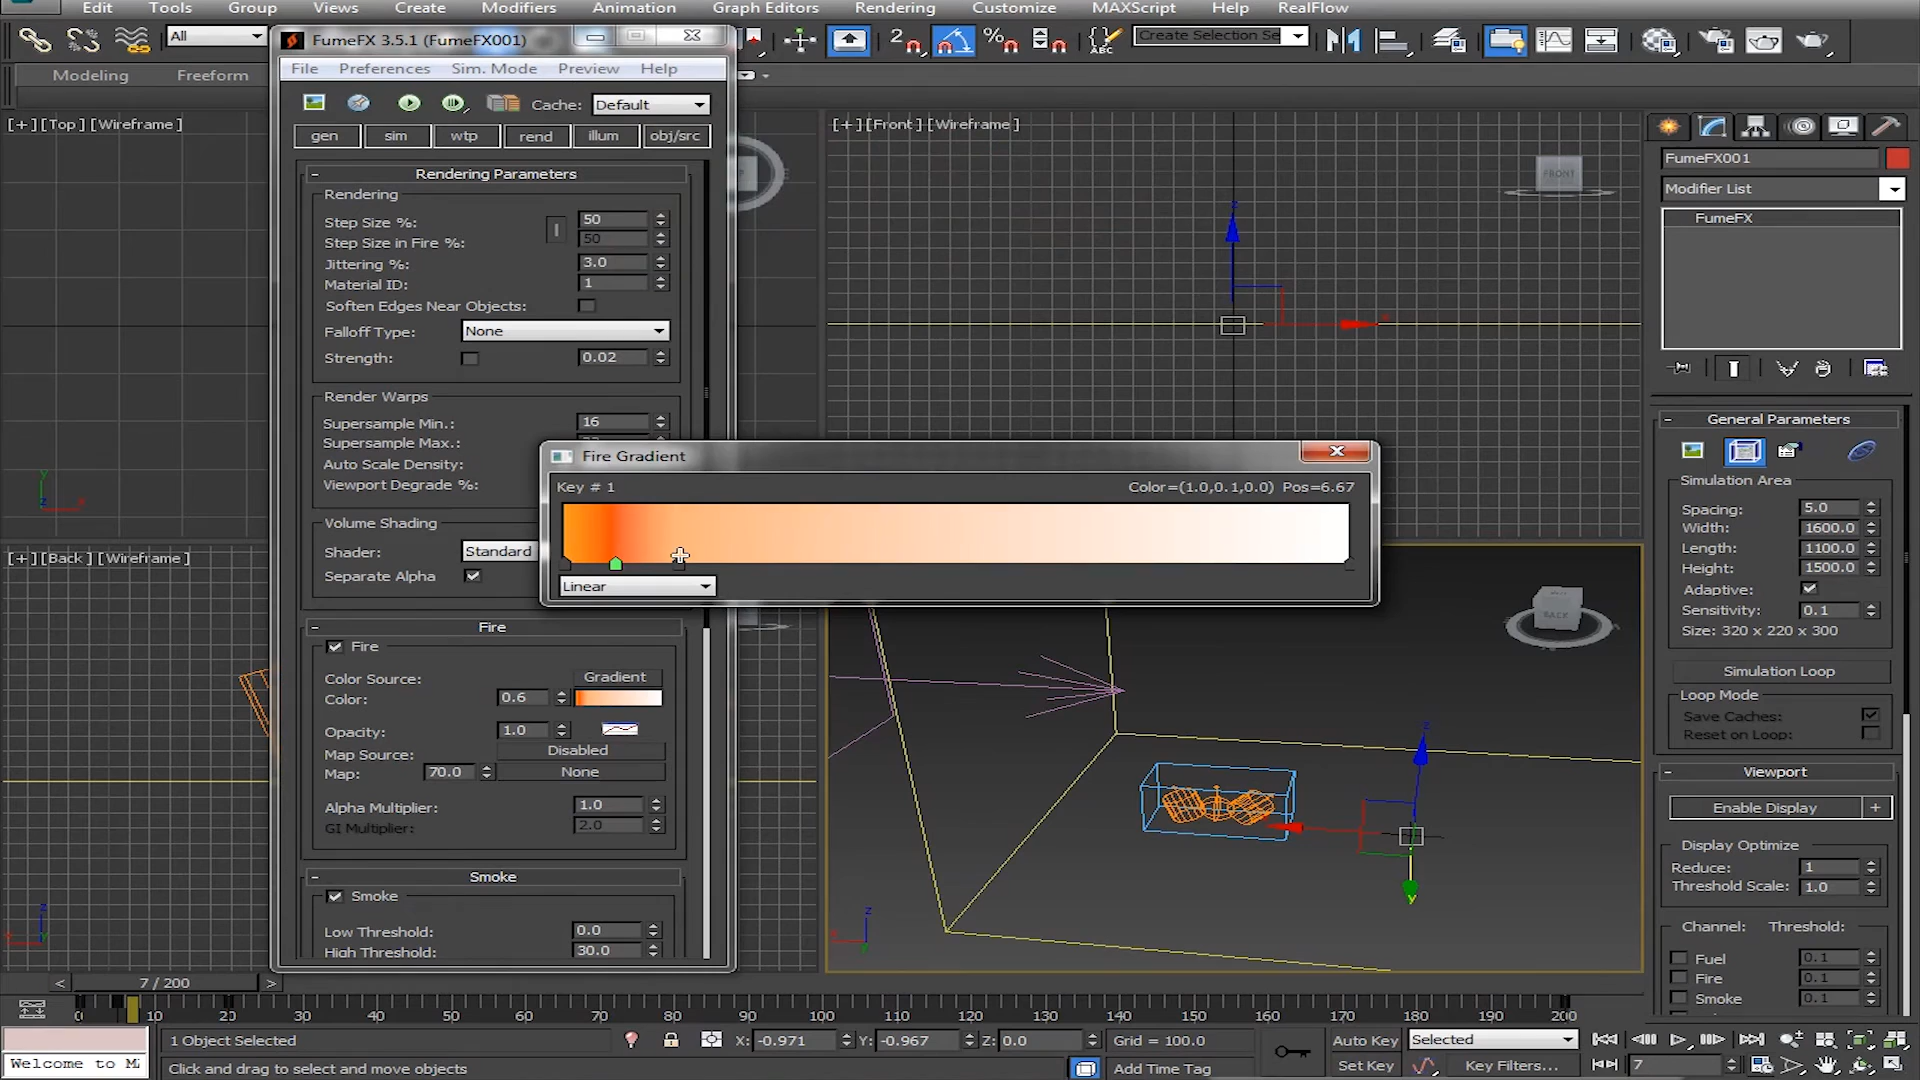 Edit Tools Group Views Create Modifiers Animation Graph Editors Rendering Customize MAXScript Help RealFlow
All
Create Selection Se
Modeling Freeform
FumeFX 3.5.1 (FumeFX001)
File Preferences Sim. Mode Preview Help
Cache: Default
gen sim wtp rend illum obj/src
Rendering Parameters
Rendering
Step Size %: 50
Step Size in Fire %: 50
Jittering %: 3.0
Material ID: 1
Soften Edges Near Objects:
Falloff Type: None
Strength: 0.02
Render Warps
Supersample Min.: 16
Supersample Max.:
Auto Scale Density:
Viewport Degrade %:
Volume Shading
Shader: Standard
Separate Alpha
Fire
Fire
Color Source: Gradient
Color: 0.6
Opacity: 1.0
Map Source: Disabled
Map: 70.0 None
Alpha Multiplier: 1.0
GI Multiplier: 2.0
Smoke
Smoke
Low Threshold: 0.0
High Threshold: 30.0
Fire Gradient
Key # 1 Color=(1.0,0.1,0.0) Pos=6.67
Linear
[+][Top][Wireframe]
[+][Front][Wireframe]
[+][Back][Wireframe]
FRONT
BACK
FumeFX001
Modifier List
FumeFX
General Parameters
Simulation Area
Spacing: 5.0
Width: 1600.0
Length: 1100.0
Height: 1500.0
Adaptive:
Sensitivity: 0.1
Size: 320 x 220 x 300
Simulation Loop
Loop Mode
Save Caches:
Reset on Loop:
Viewport
Enable Display +
Display Optimize
Reduce: 1
Threshold Scale: 1.0
Channel: Threshold:
Fuel 0.1
Fire 0.1
Smoke 0.1
< 7 / 200 >
0 10 20 30 40 50 60 70 80 90 100 110 120 130 140 150 160 170 180 190 200
1 Object Selected X: -0.971 Y: -0.967 Z: 0.0 Grid = 100.0 Auto Key Selected
Welcome to M Click and drag to select and move objects Add Time Tag Set Key Key Filters... 7